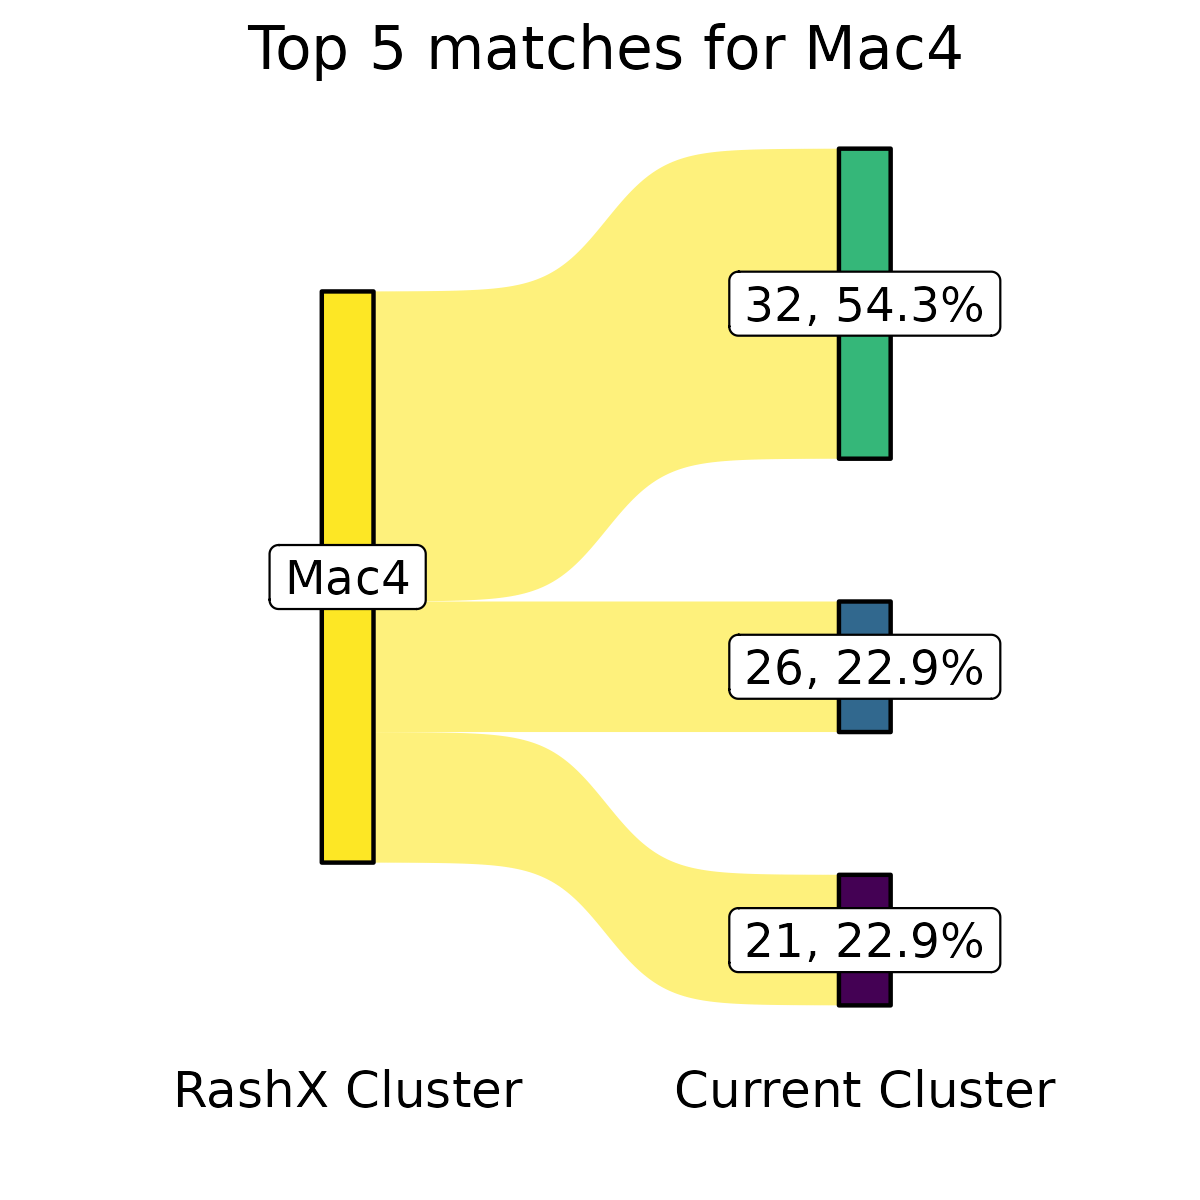 Top 5 matches for Mac4
32, 54.3%
Mac4
26, 22.9%
21, 22.9%
RashX Cluster
Current Cluster